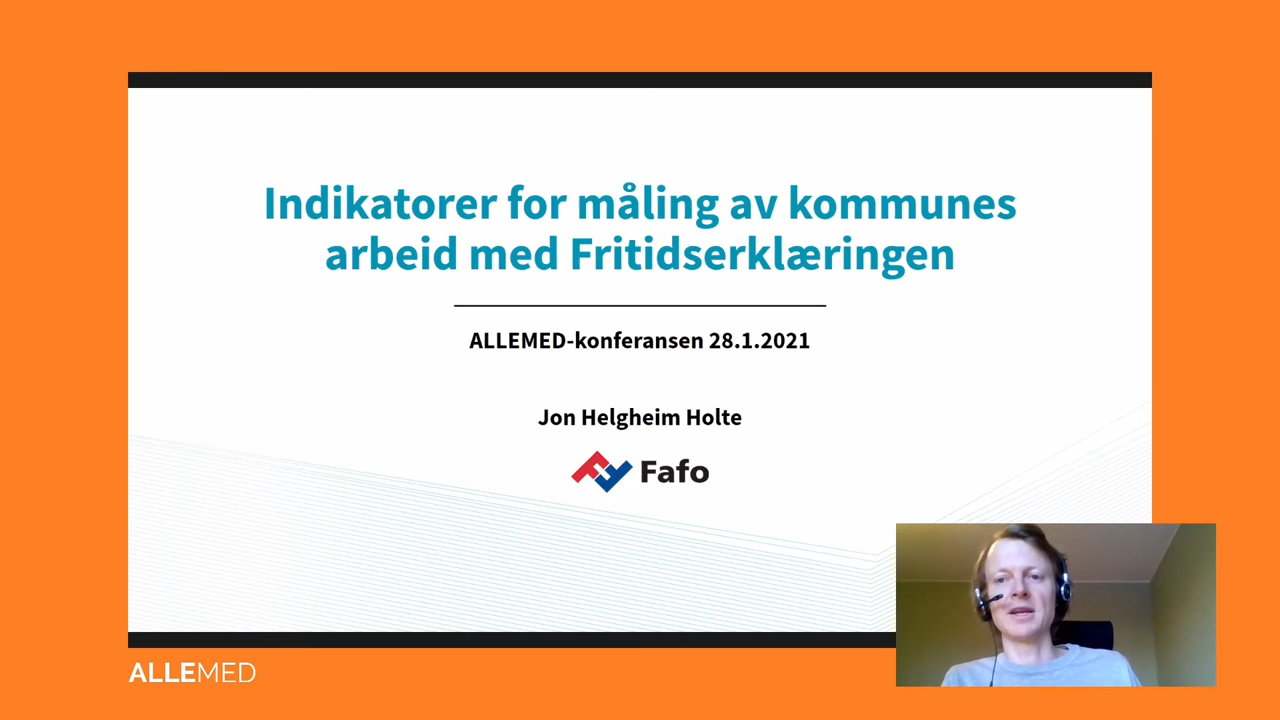 Indikatorer for måling av kommunes
arbeid med Fritidserklæringen
ALLEMED-konferansen 28.1.2021
Jon Helgheim Holte
Fafo
ALLEMED